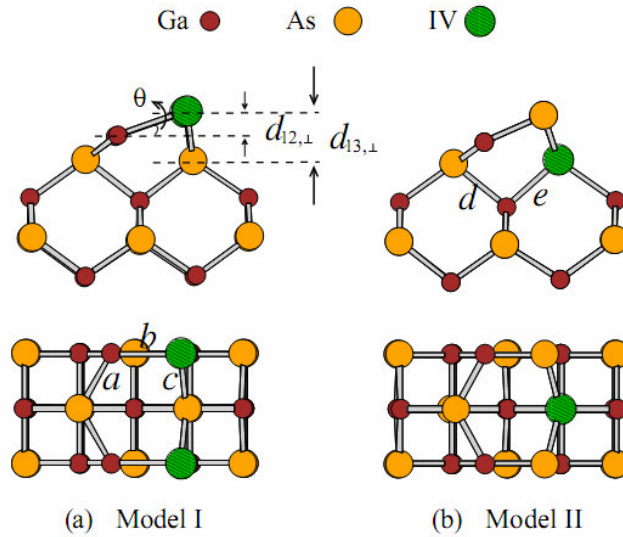 Ga As IV
θ
d12,⊥ d13,⊥
d e
b
a c
(a) Model I (b) Model II